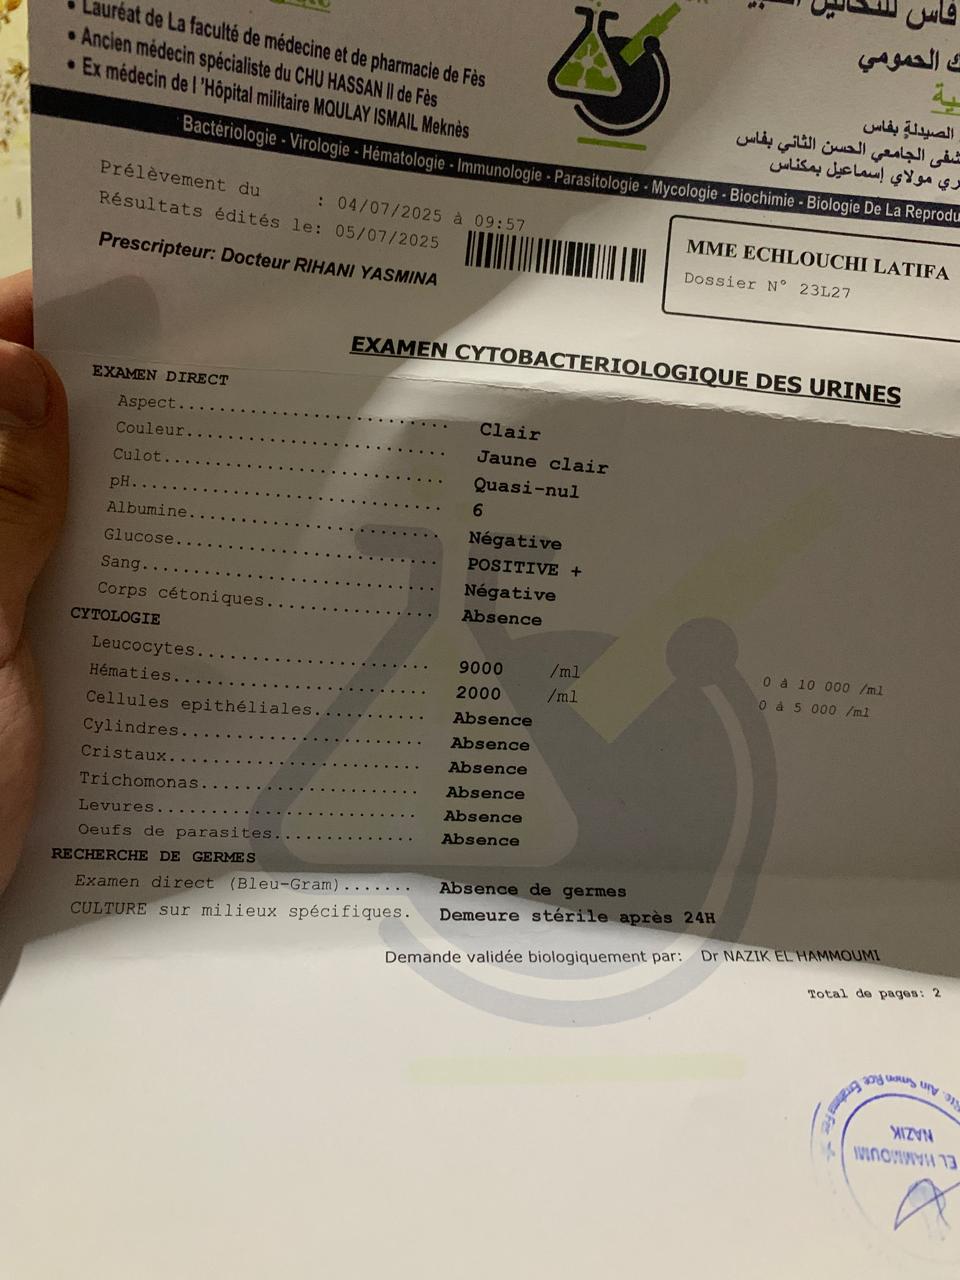 • Lauréat de La faculté de médecine et de pharmacie de Fès
• Ancien médecin spécialiste du CHU HASSAN II de Fès
• Ex médecin de l 'Hôpital militaire MOULAY ISMAIL Meknès
فاس للتحاليل
ك الحمومي
الصيدلة بفاس
شفى الجامعي الحسن الثاني بفاس
ري مولاي إسماعيل بمكناس
Bactériologie - Virologie - Hématologie - Immunologie - Parasitologie - Mycologie - Biochimie - Biologie De La Reprodu
Prélèvement du : 04/07/2025 à 09:57
Résultats édités le: 05/07/2025
Prescripteur: Docteur RIHANI YASMINA
MME ECHLOUCHI LATIFA
Dossier N° 23L27
EXAMEN CYTOBACTERIOLOGIQUE DES URINES
EXAMEN DIRECT
Aspect.......................... Clair
Couleur......................... Jaune clair
Culot........................... Quasi-nul
pH.............................. 6
Albumine........................ Négative
Glucose......................... POSITIVE +
Sang............................ Négative
Corps cétoniques................ Absence
CYTOLOGIE
Leucocytes...................... 9000 /ml 0 à 10 000 /ml
Hématies........................ 2000 /ml 0 à 5 000 /ml
Cellules epithéliales........... Absence
Cylindres....................... Absence
Cristaux........................ Absence
Trichomonas..................... Absence
Levures......................... Absence
Oeufs de parasites.............. Absence
RECHERCHE DE GERMES
Examen direct (Bleu-Gram)....... Absence de germes
CULTURE sur milieux spécifiques. Demeure stérile après 24H
Demande validée biologiquement par: Dr NAZIK EL HAMMOUMI
Total de pages: 2
EL HAMMOUMI
NAZIK